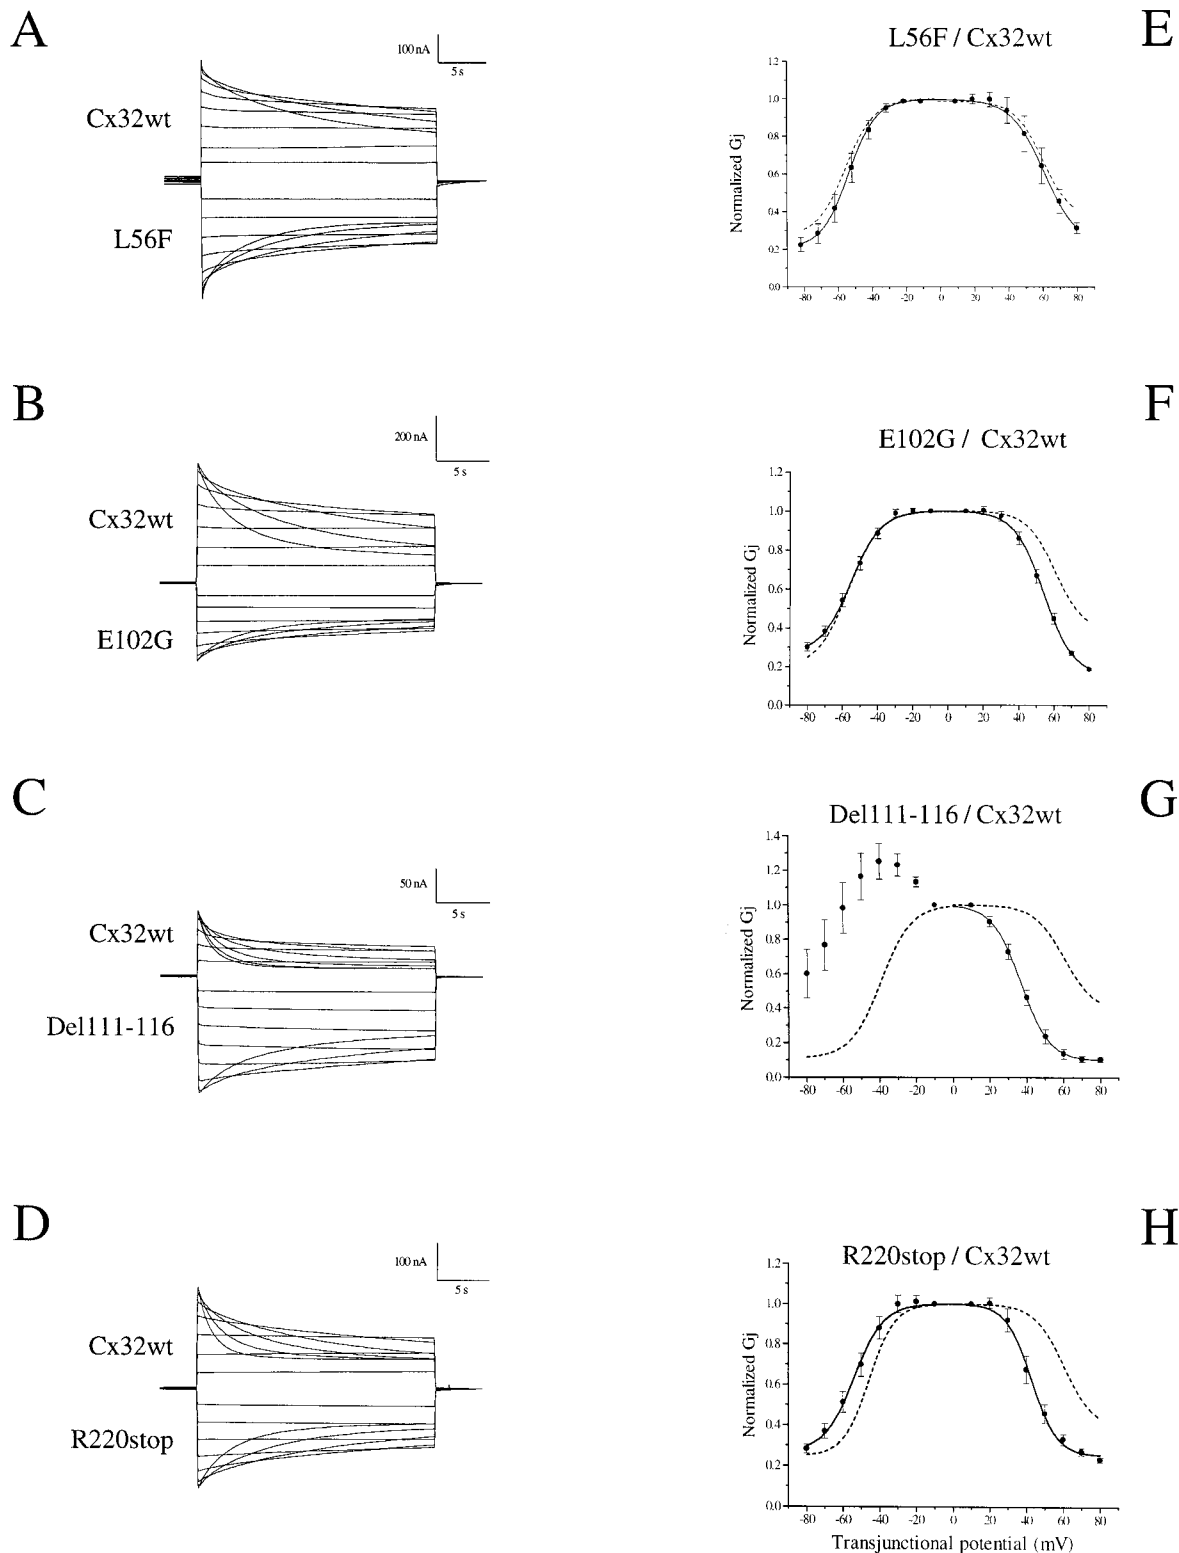 A
100 nA
5 s
Cx32wt
L56F
E
L56F / Cx32wt
1.2
1.0
0.8
0.6
0.4
0.2
0.0
Normalized Gj
-80 -60 -40 -20 0 20 40 60 80
B
200 nA
5 s
Cx32wt
E102G
F
E102G / Cx32wt
1.2
1.0
0.8
0.6
0.4
0.2
0.0
Normalized Gj
-80 -60 -40 -20 0 20 40 60 80
C
50 nA
5 s
Cx32wt
Del111-116
G
Del111-116 / Cx32wt
1.4
1.2
1.0
0.8
0.6
0.4
0.2
0.0
Normalized Gj
-80 -60 -40 -20 0 20 40 60 80
D
100 nA
5 s
Cx32wt
R220stop
H
R220stop / Cx32wt
1.2
1.0
0.8
0.6
0.4
0.2
0.0
Normalized Gj
-80 -60 -40 -20 0 20 40 60 80
Transjunctional potential (mV)